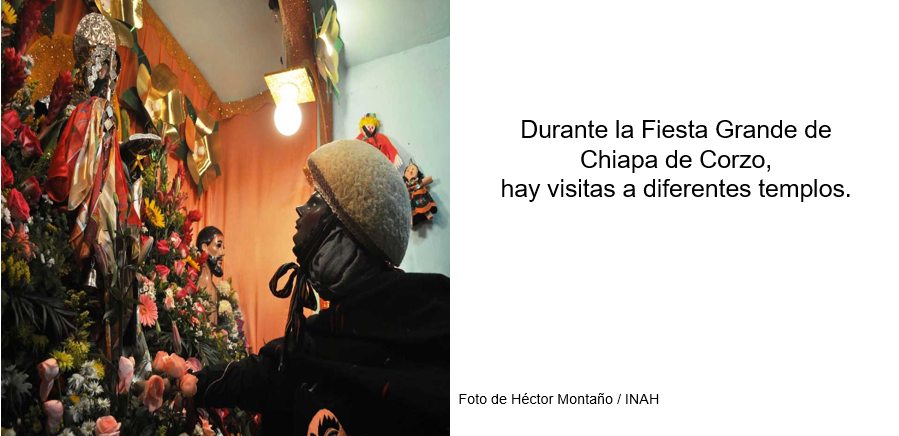 Durante la Fiesta Grande de
Chiapa de Corzo,
hay visitas a diferentes templos.
Foto de Héctor Montaño / INAH